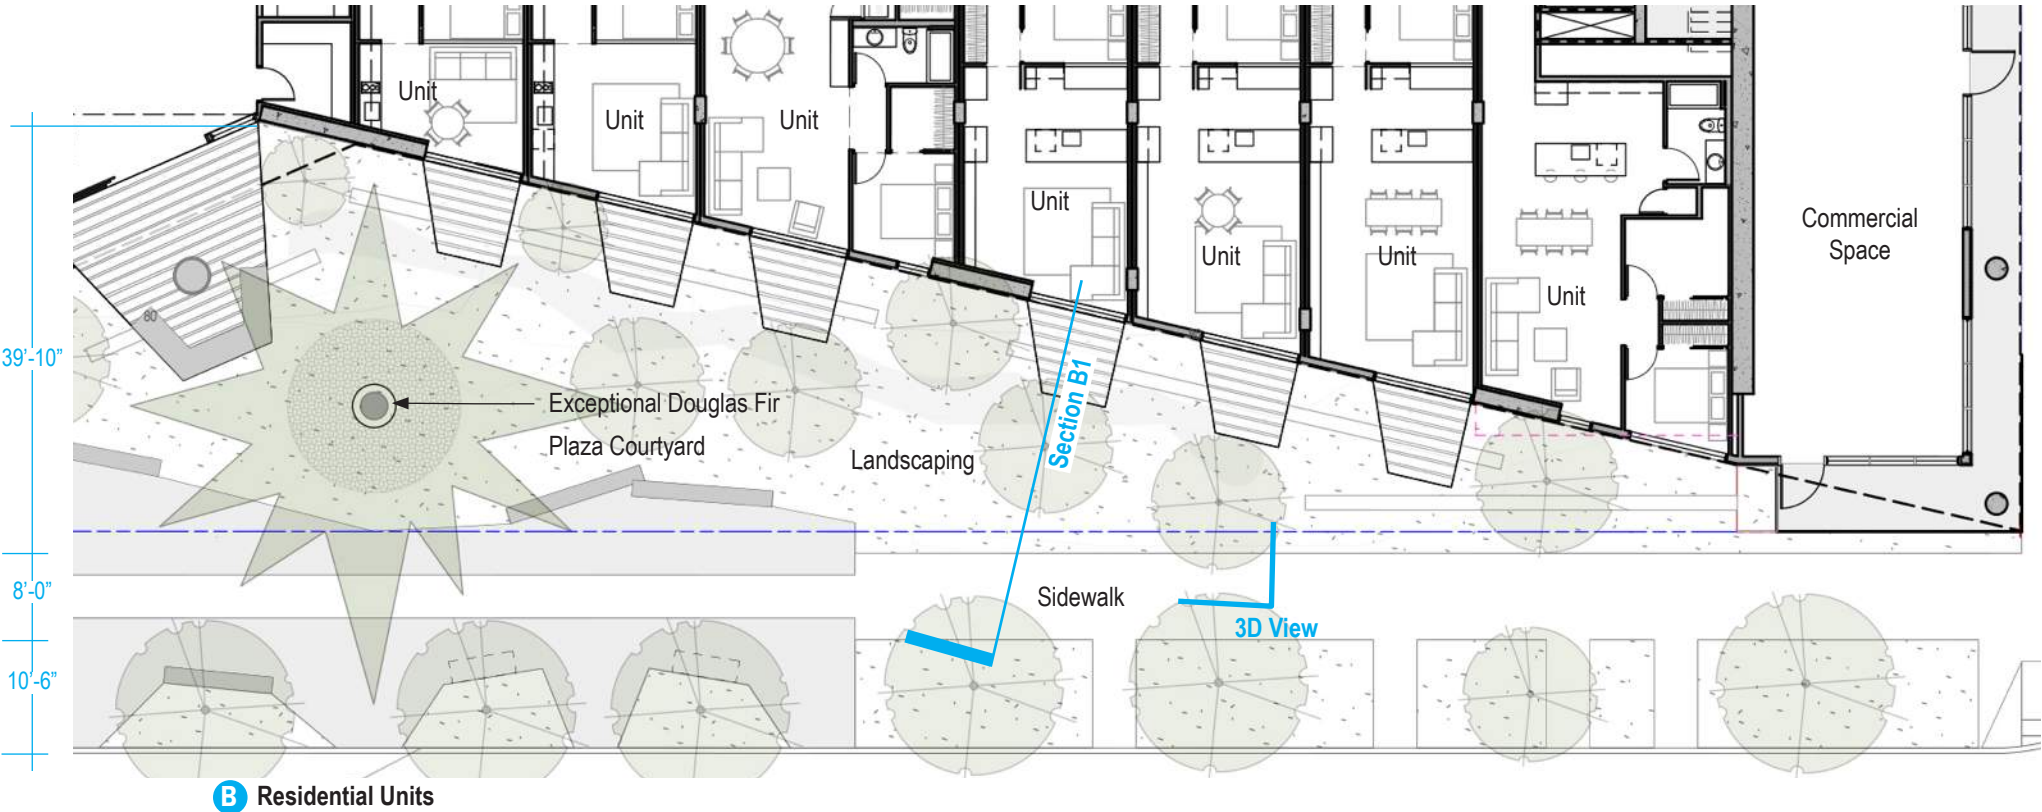 Unit
Unit
Unit
Unit
Unit
Unit
Unit
Commercial
Space
80
39'-10”
Exceptional Douglas Fir
Plaza Courtyard
Landscaping
Section B1
8'-0”
Sidewalk
3D View
10'-6”
B Residential Units